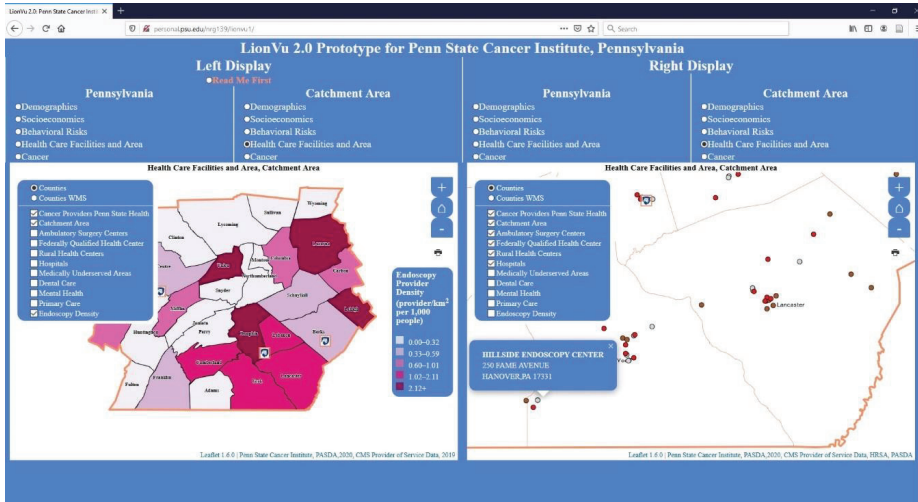 LionVu 2.0: Penn State Cancer Insti
personal.psu.edu/nrg139/lionvu1/
Search
LionVu 2.0 Prototype for Penn State Cancer Institute, Pennsylvania
Left Display
Read Me First
Pennsylvania
Demographics
Socioeconomics
Behavioral Risks
Health Care Facilities and Area
Cancer
Catchment Area
Demographics
Socioeconomics
Behavioral Risks
Health Care Facilities and Area
Cancer
Right Display
Pennsylvania
Demographics
Socioeconomics
Behavioral Risks
Health Care Facilities and Area
Cancer
Catchment Area
Demographics
Socioeconomics
Behavioral Risks
Health Care Facilities and Area
Cancer
Health Care Facilities and Area, Catchment Area
Counties
Counties WMS
Cancer Providers Penn State Health
Catchment Area
Ambulatory Surgery Centers
Federally Qualified Health Center
Rural Health Centers
Hospitals
Medically Underserved Areas
Dental Care
Mental Health
Primary Care
Endoscopy Density
Wyoming
Sullivan
Lycoming
Clinton
Luzerne
Columbia
Union
Snyder
Schuylkill
Juniata
Perry
Huntingdon
Dauphin
Lebanon
Berks
Cumberland
Lancaster
York
Adams
Franklin
Fulton
+
-
Endoscopy
Provider
Density
(provider/km2
per 1,000
people)
0.00–0.32
0.33–0.59
0.60–1.01
1.02–2.11
2.12+
Leaflet 1.6.0 | Penn State Cancer Institute, PASDA,2020, CMS Provider of Service Data, 2019
Health Care Facilities and Area, Catchment Area
Counties
Counties WMS
Cancer Providers Penn State Health
Catchment Area
Ambulatory Surgery Centers
Federally Qualified Health Center
Rural Health Centers
Hospitals
Medically Underserved Areas
Dental Care
Mental Health
Primary Care
Endoscopy Density
+
-
Lancaster
HILLSIDE ENDOSCOPY CENTER
250 FAME AVENUE
HANOVER,PA 17331
Leaflet 1.6.0 | Penn State Cancer Institute, PASDA,2020, CMS Provider of Service Data, HRSA, PASDA